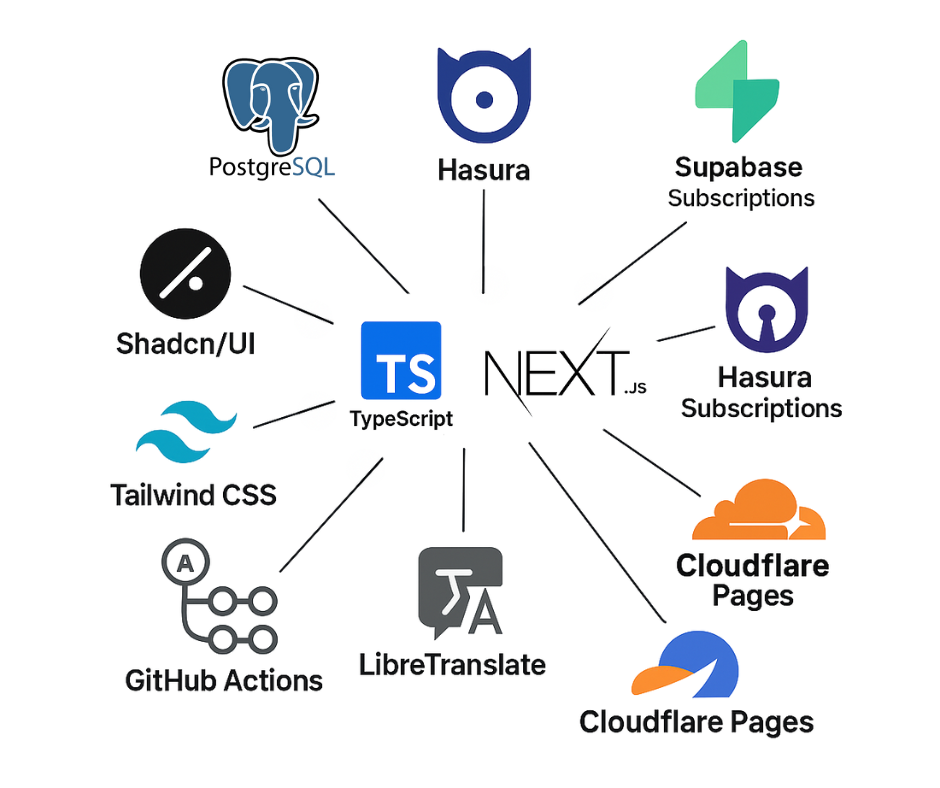 PostgreSQL
Hasura
Supabase
Subscriptions
Shadcn/UI
TS
TypeScript
NEXT.JS
Hasura
Subscriptions
Tailwind CSS
Cloudflare
Pages
A
GitHub Actions
A
LibreTranslate
Cloudflare Pages